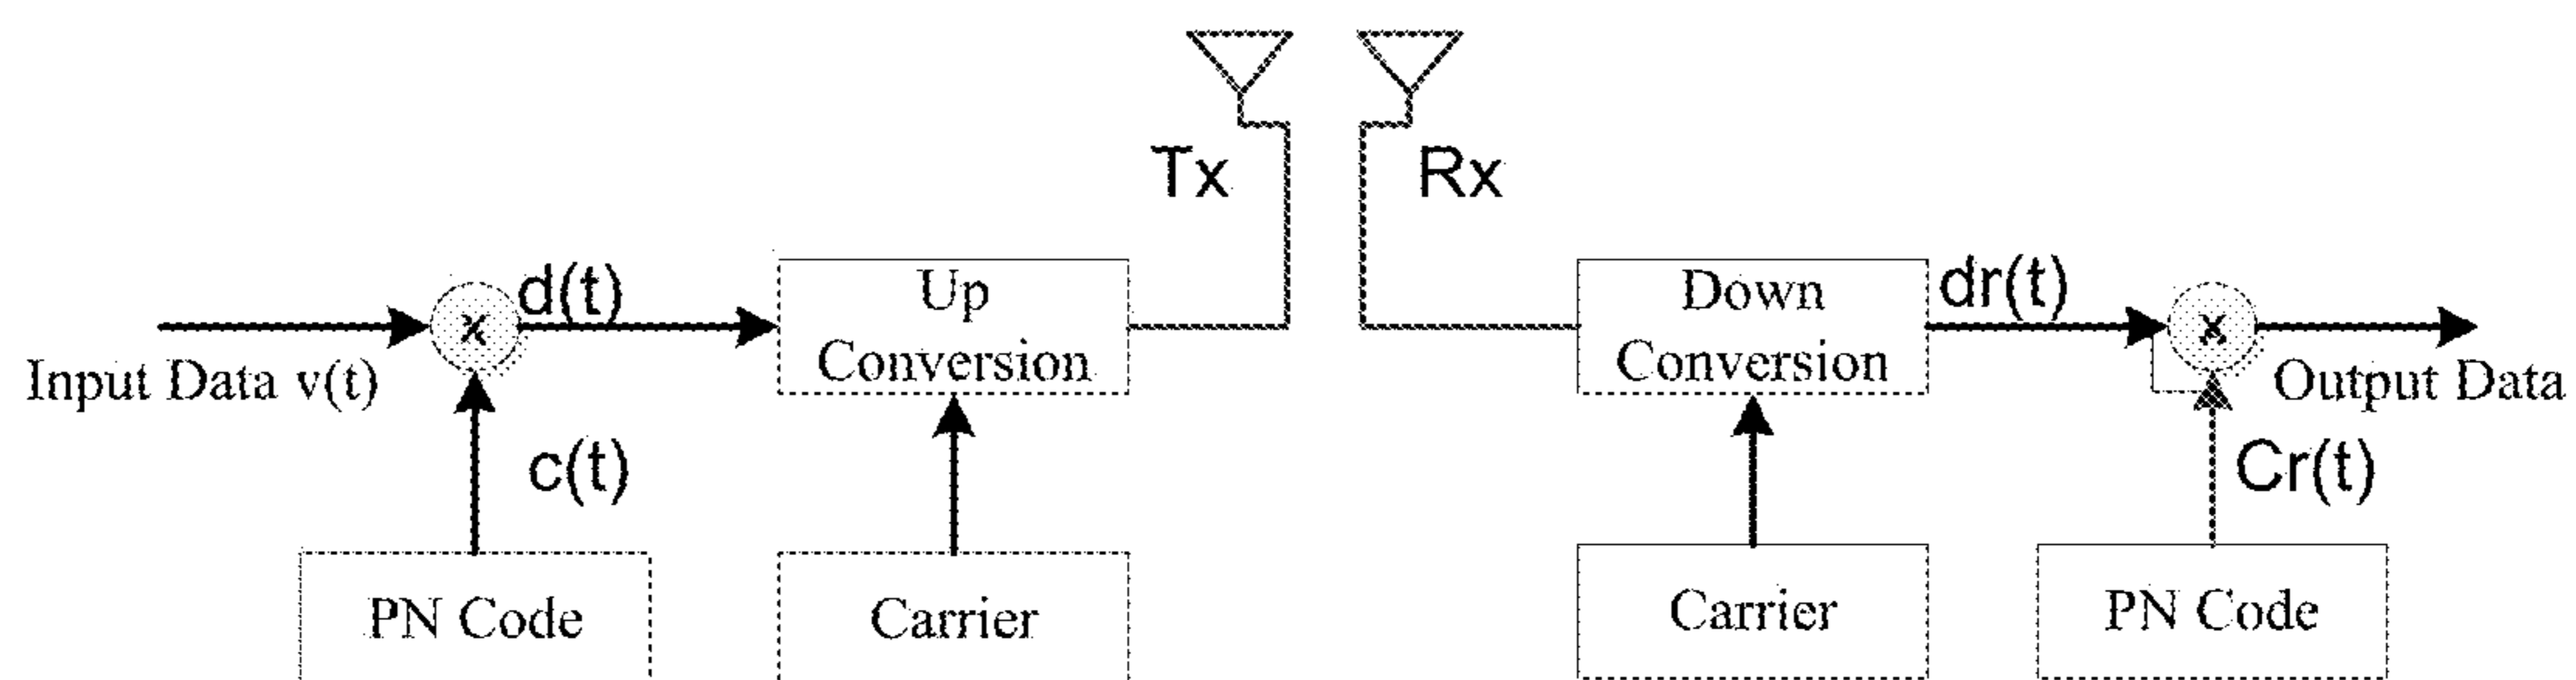 Tx
Rx
Input Data v(t)
x
d(t)
c(t)
PN Code
Up
Conversion
Carrier
Down
Conversion
Carrier
dr(t)
x
Output Data
Cr(t)
PN Code